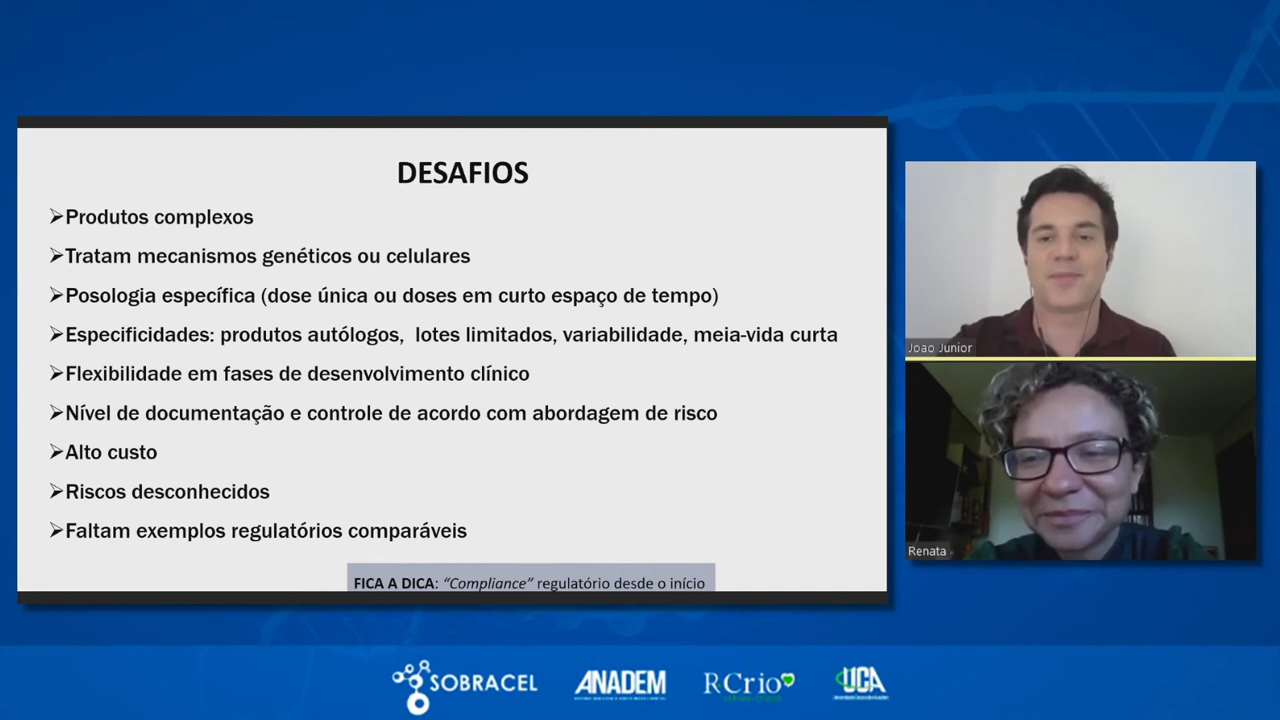 DESAFIOS
➢Produtos complexos
➢Tratam mecanismos genéticos ou celulares
➢Posologia específica (dose única ou doses em curto espaço de tempo)
➢Especificidades: produtos autólogos, lotes limitados, variabilidade, meia-vida curta
➢Flexibilidade em fases de desenvolvimento clínico
➢Nível de documentação e controle de acordo com abordagem de risco
➢Alto custo
➢Riscos desconhecidos
➢Faltam exemplos regulatórios comparáveis
FICA A DICA: “Compliance” regulatório desde o início
Joao Junior
Renata
SOBRACEL
ANADEM
RCrio
UCA